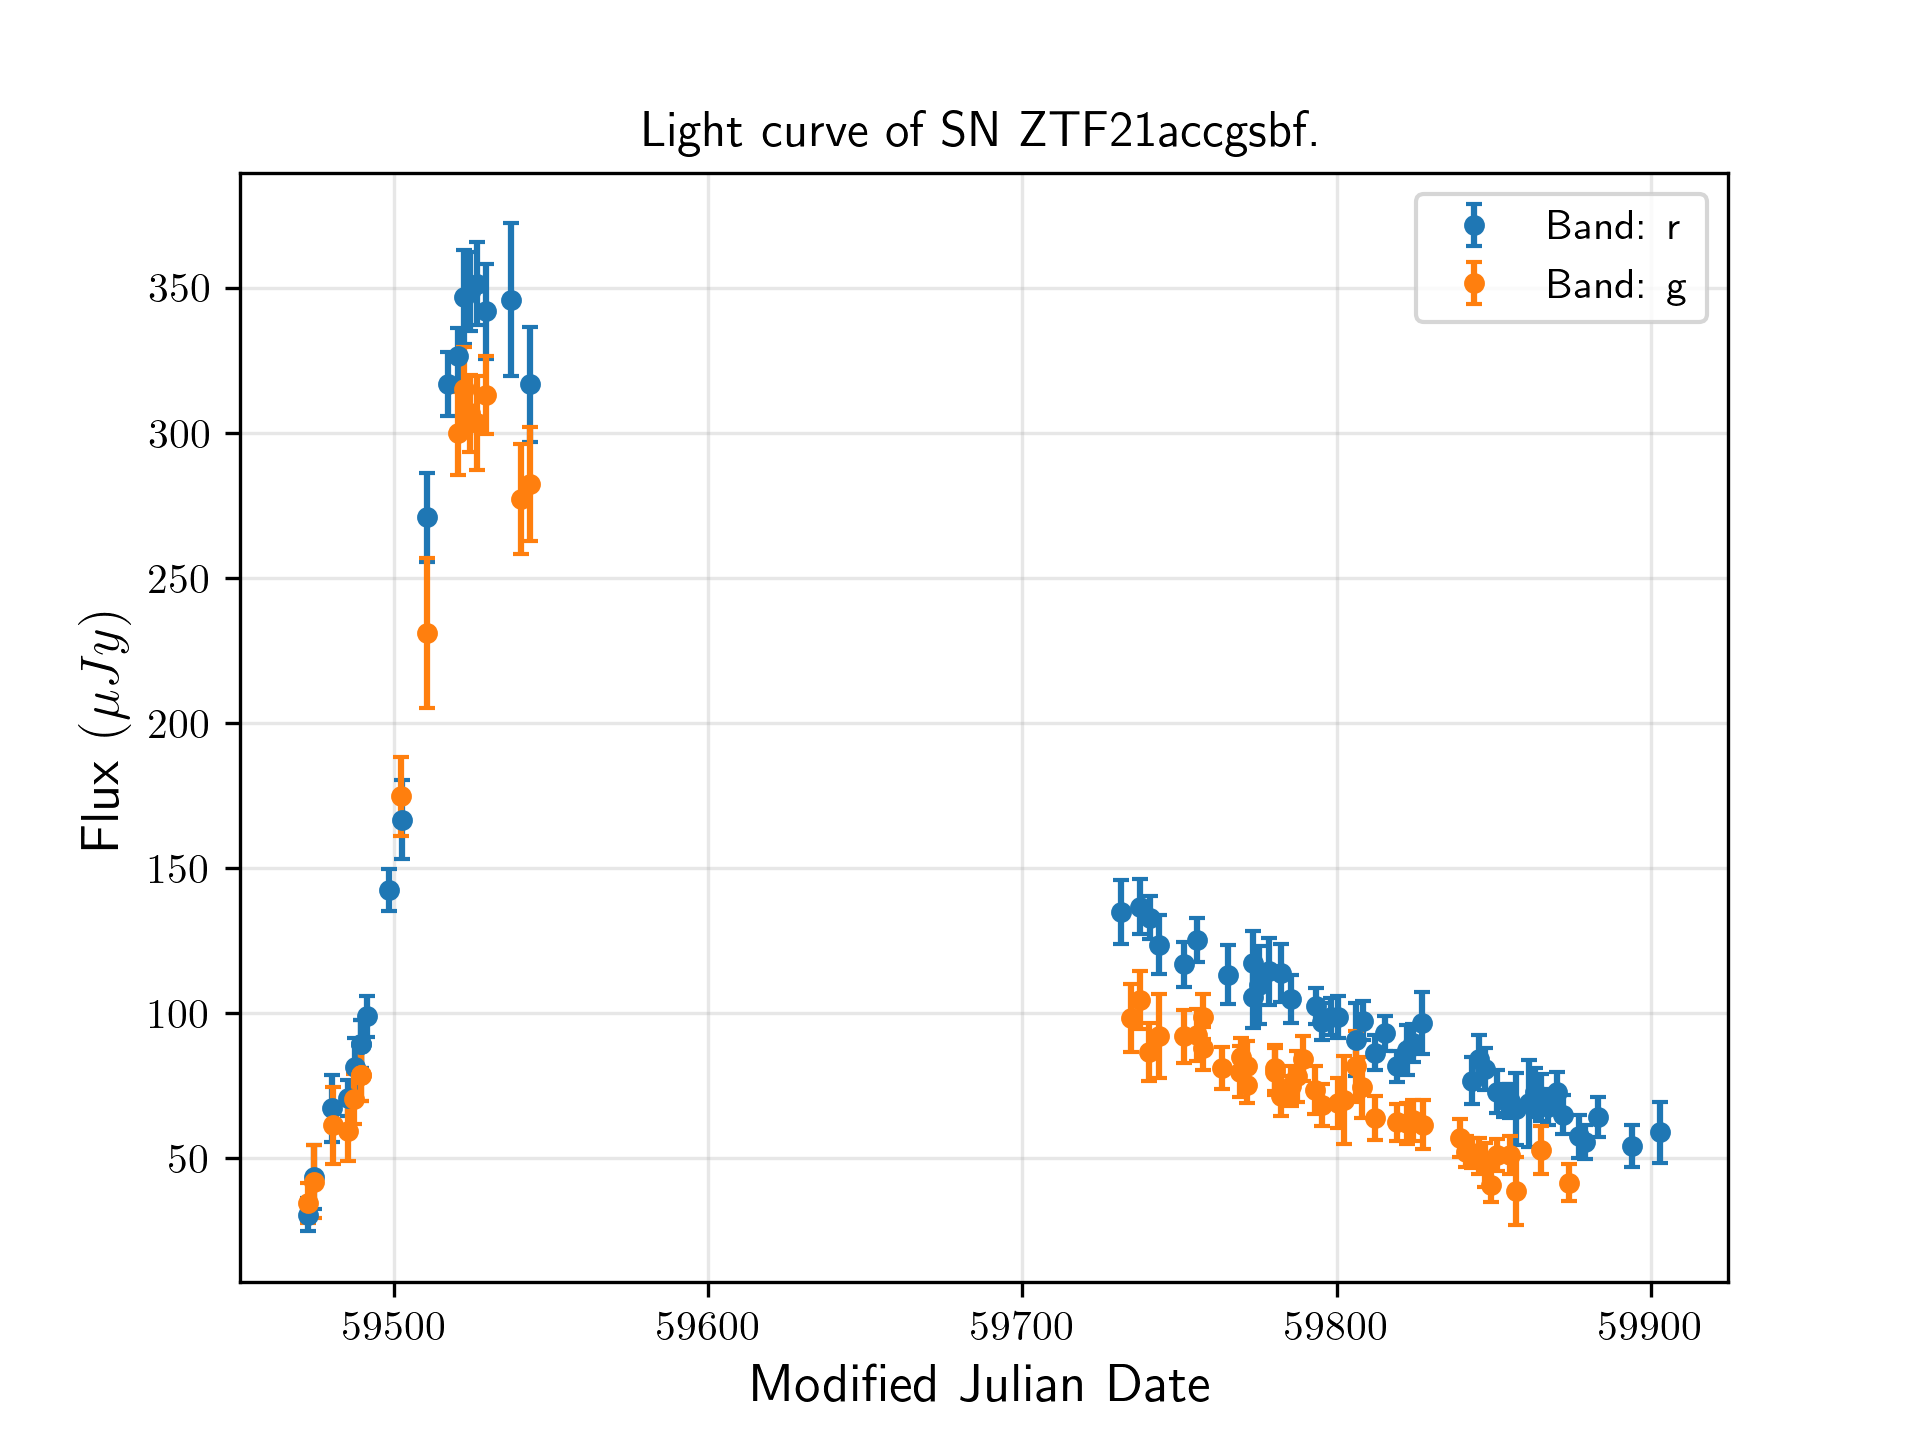 Light curve of SN ZTF21accgsbf.
Band: r
Band: g
350
300
250
200
150
100
50
Flux (μJy)
59500 59600 59700 59800 59900
Modified Julian Date